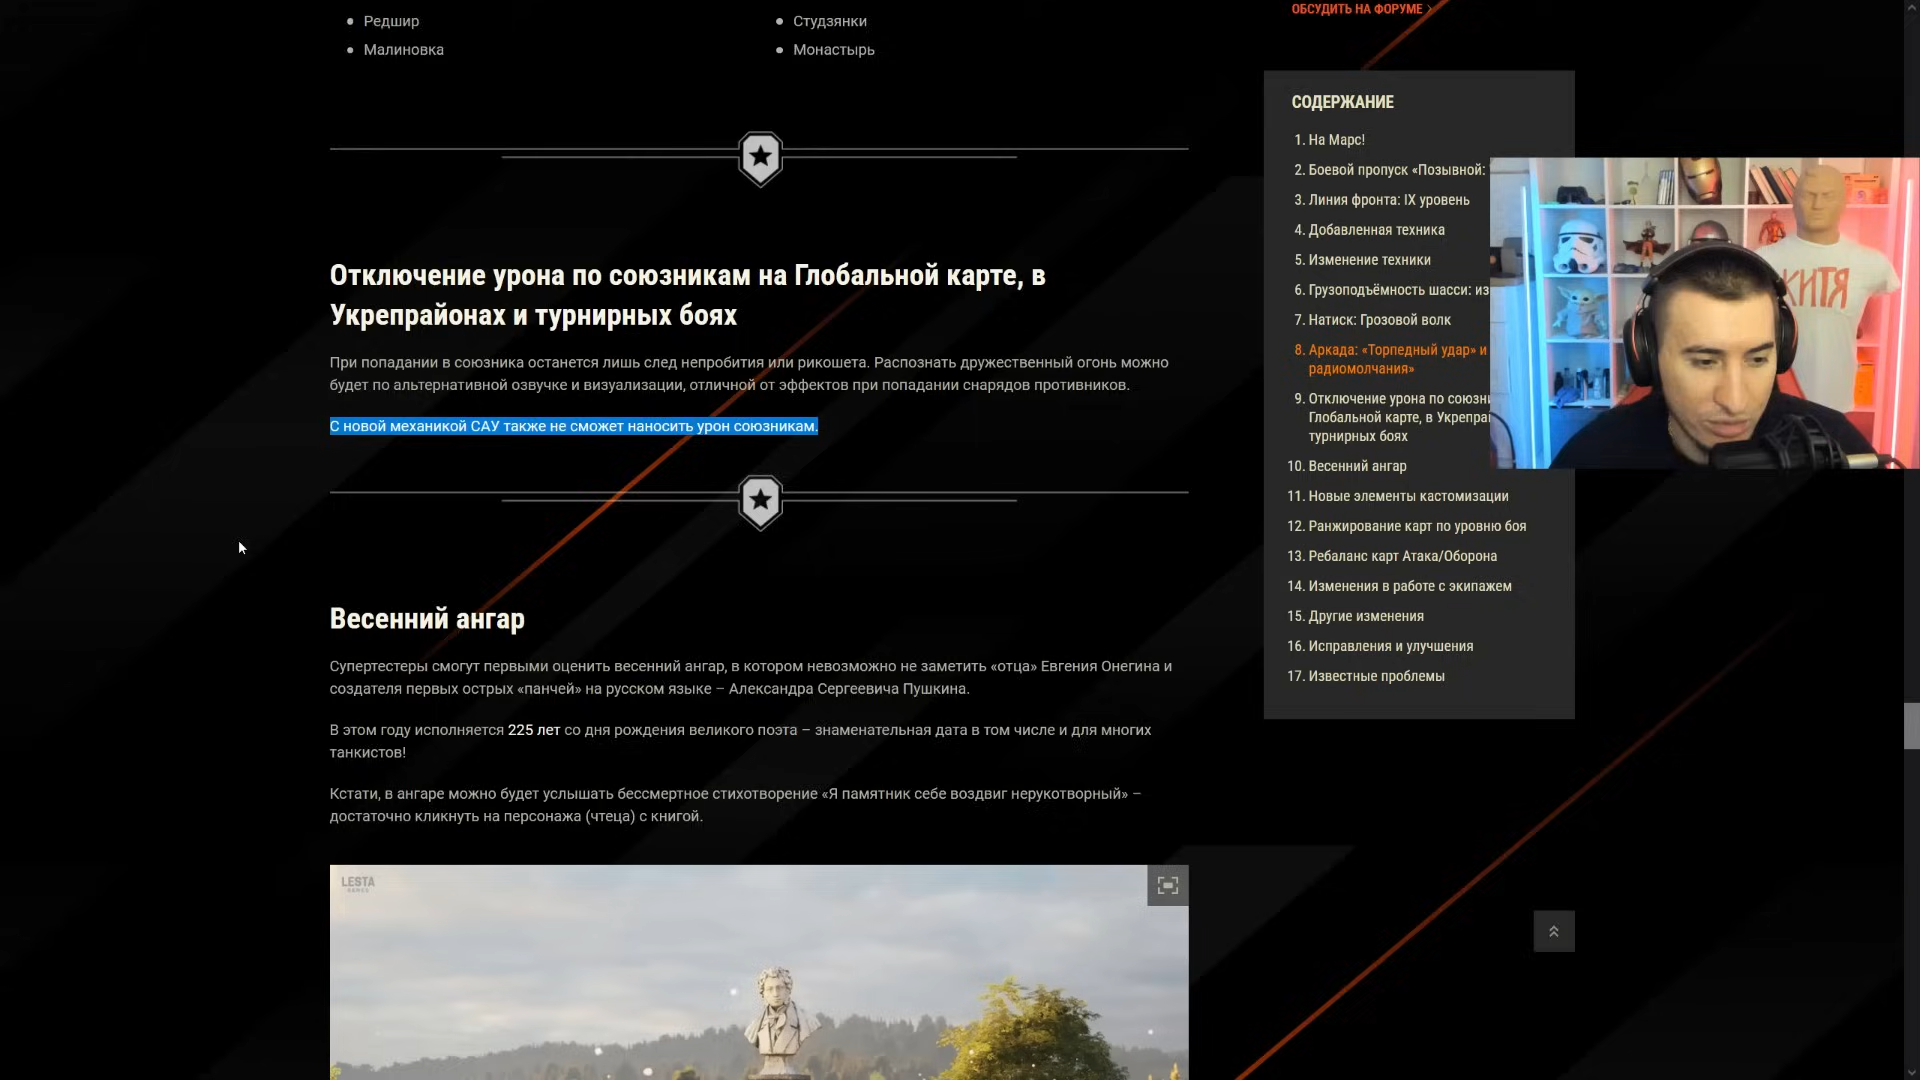 Редшир
Малиновка
Студзянки
Монастырь
ОБСУДИТЬ НА ФОРУМЕ
Отключение урона по союзникам на Глобальной карте, в
Укрепрайонах и турнирных боях
При попадании в союзника останется лишь след непробития или рикошета. Распознать дружественный огонь можно
будет по альтернативной озвучке и визуализации, отличной от эффектов при попадании снарядов противников.
С новой механикой САУ также не сможет наносить урон союзникам.
Весенний ангар
Супертестеры смогут первыми оценить весенний ангар, в котором невозможно не заметить «отца» Евгения Онегина и
создателя первых острых «панчей» на русском языке – Александра Сергеевича Пушкина.
В этом году исполняется 225 лет со дня рождения великого поэта – знаменательная дата в том числе и для многих
танкистов!
Кстати, в ангаре можно будет услышать бессмертное стихотворение «Я памятник себе воздвиг нерукотворный» –
достаточно кликнуть на персонажа (чтеца) с книгой.
LESTA
GAMES
СОДЕРЖАНИЕ
1. На Марс!
2. Боевой пропуск «Позывной:
3. Линия фронта: IX уровень
4. Добавленная техника
5. Изменение техники
6. Грузоподъёмность шасси: из
7. Натиск: Грозовой волк
8. Аркада: «Торпедный удар» и
радиомолчания»
9. Отключение урона по союзни
Глобальной карте, в Укрепрай
турнирных боях
10. Весенний ангар
11. Новые элементы кастомизации
12. Ранжирование карт по уровню боя
13. Ребаланс карт Атака/Оборона
14. Изменения в работе с экипажем
15. Другие изменения
16. Исправления и улучшения
17. Известные проблемы
КИТЯ